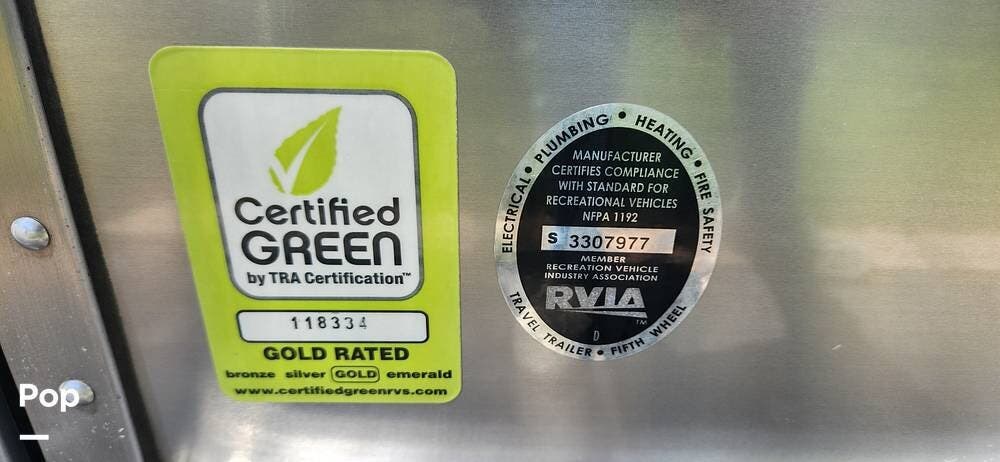 Certified
GREEN
by TRA Certification™
118334
GOLD RATED
bronze silver GOLD emerald
www.certifiedgreenrvs.com
ELECTRICAL • PLUMBING • HEATING • FIRE SAFETY
MANUFACTURER
CERTIFIES COMPLIANCE
WITH STANDARD FOR
RECREATIONAL VEHICLES
NFPA 1192
S 3307977
MEMBER
RECREATION VEHICLE
INDUSTRY ASSOCIATION
RVIA
TM
D
TRAVEL TRAILER • FIFTH WHEEL
Pop